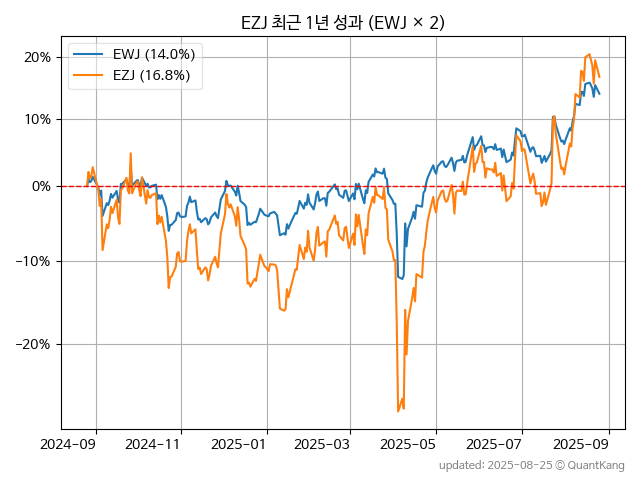 EZJ 최근 1년 성과 (EWJ × 2)
EWJ (14.0%)
EZJ (16.8%)
20%
10%
0%
−10%
−20%
2024-09 2024-11 2025-01 2025-03 2025-05 2025-07 2025-09
updated: 2025-08-25 © QuantKang